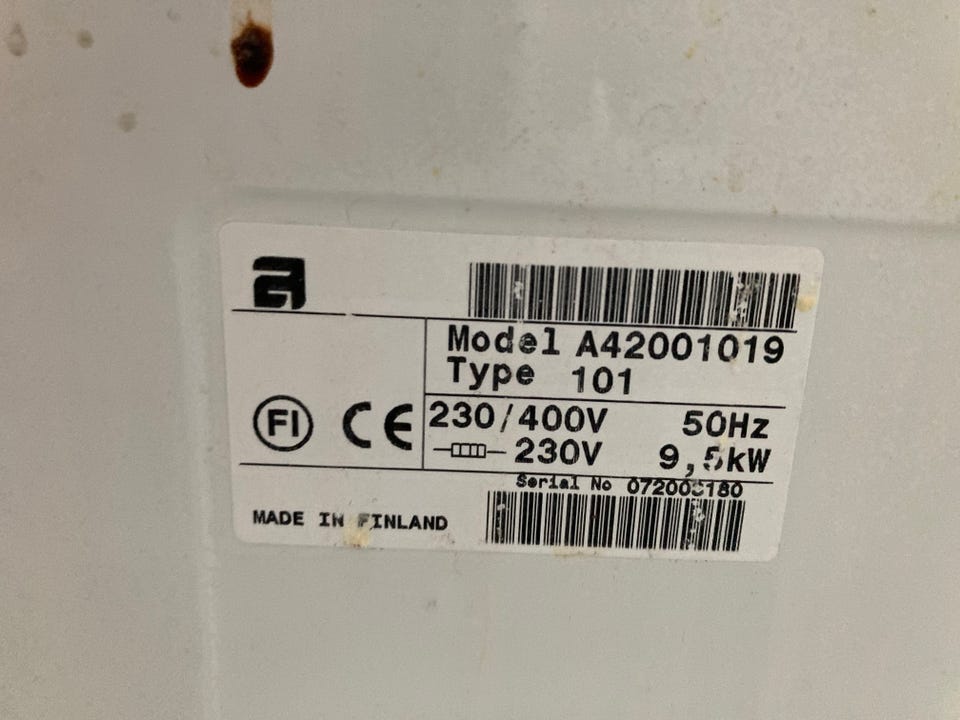 a
Model A42001019
Type 101
FI CE
230/400V 50Hz
230V 9,5kW
Serial No
MADE IN FINLAND